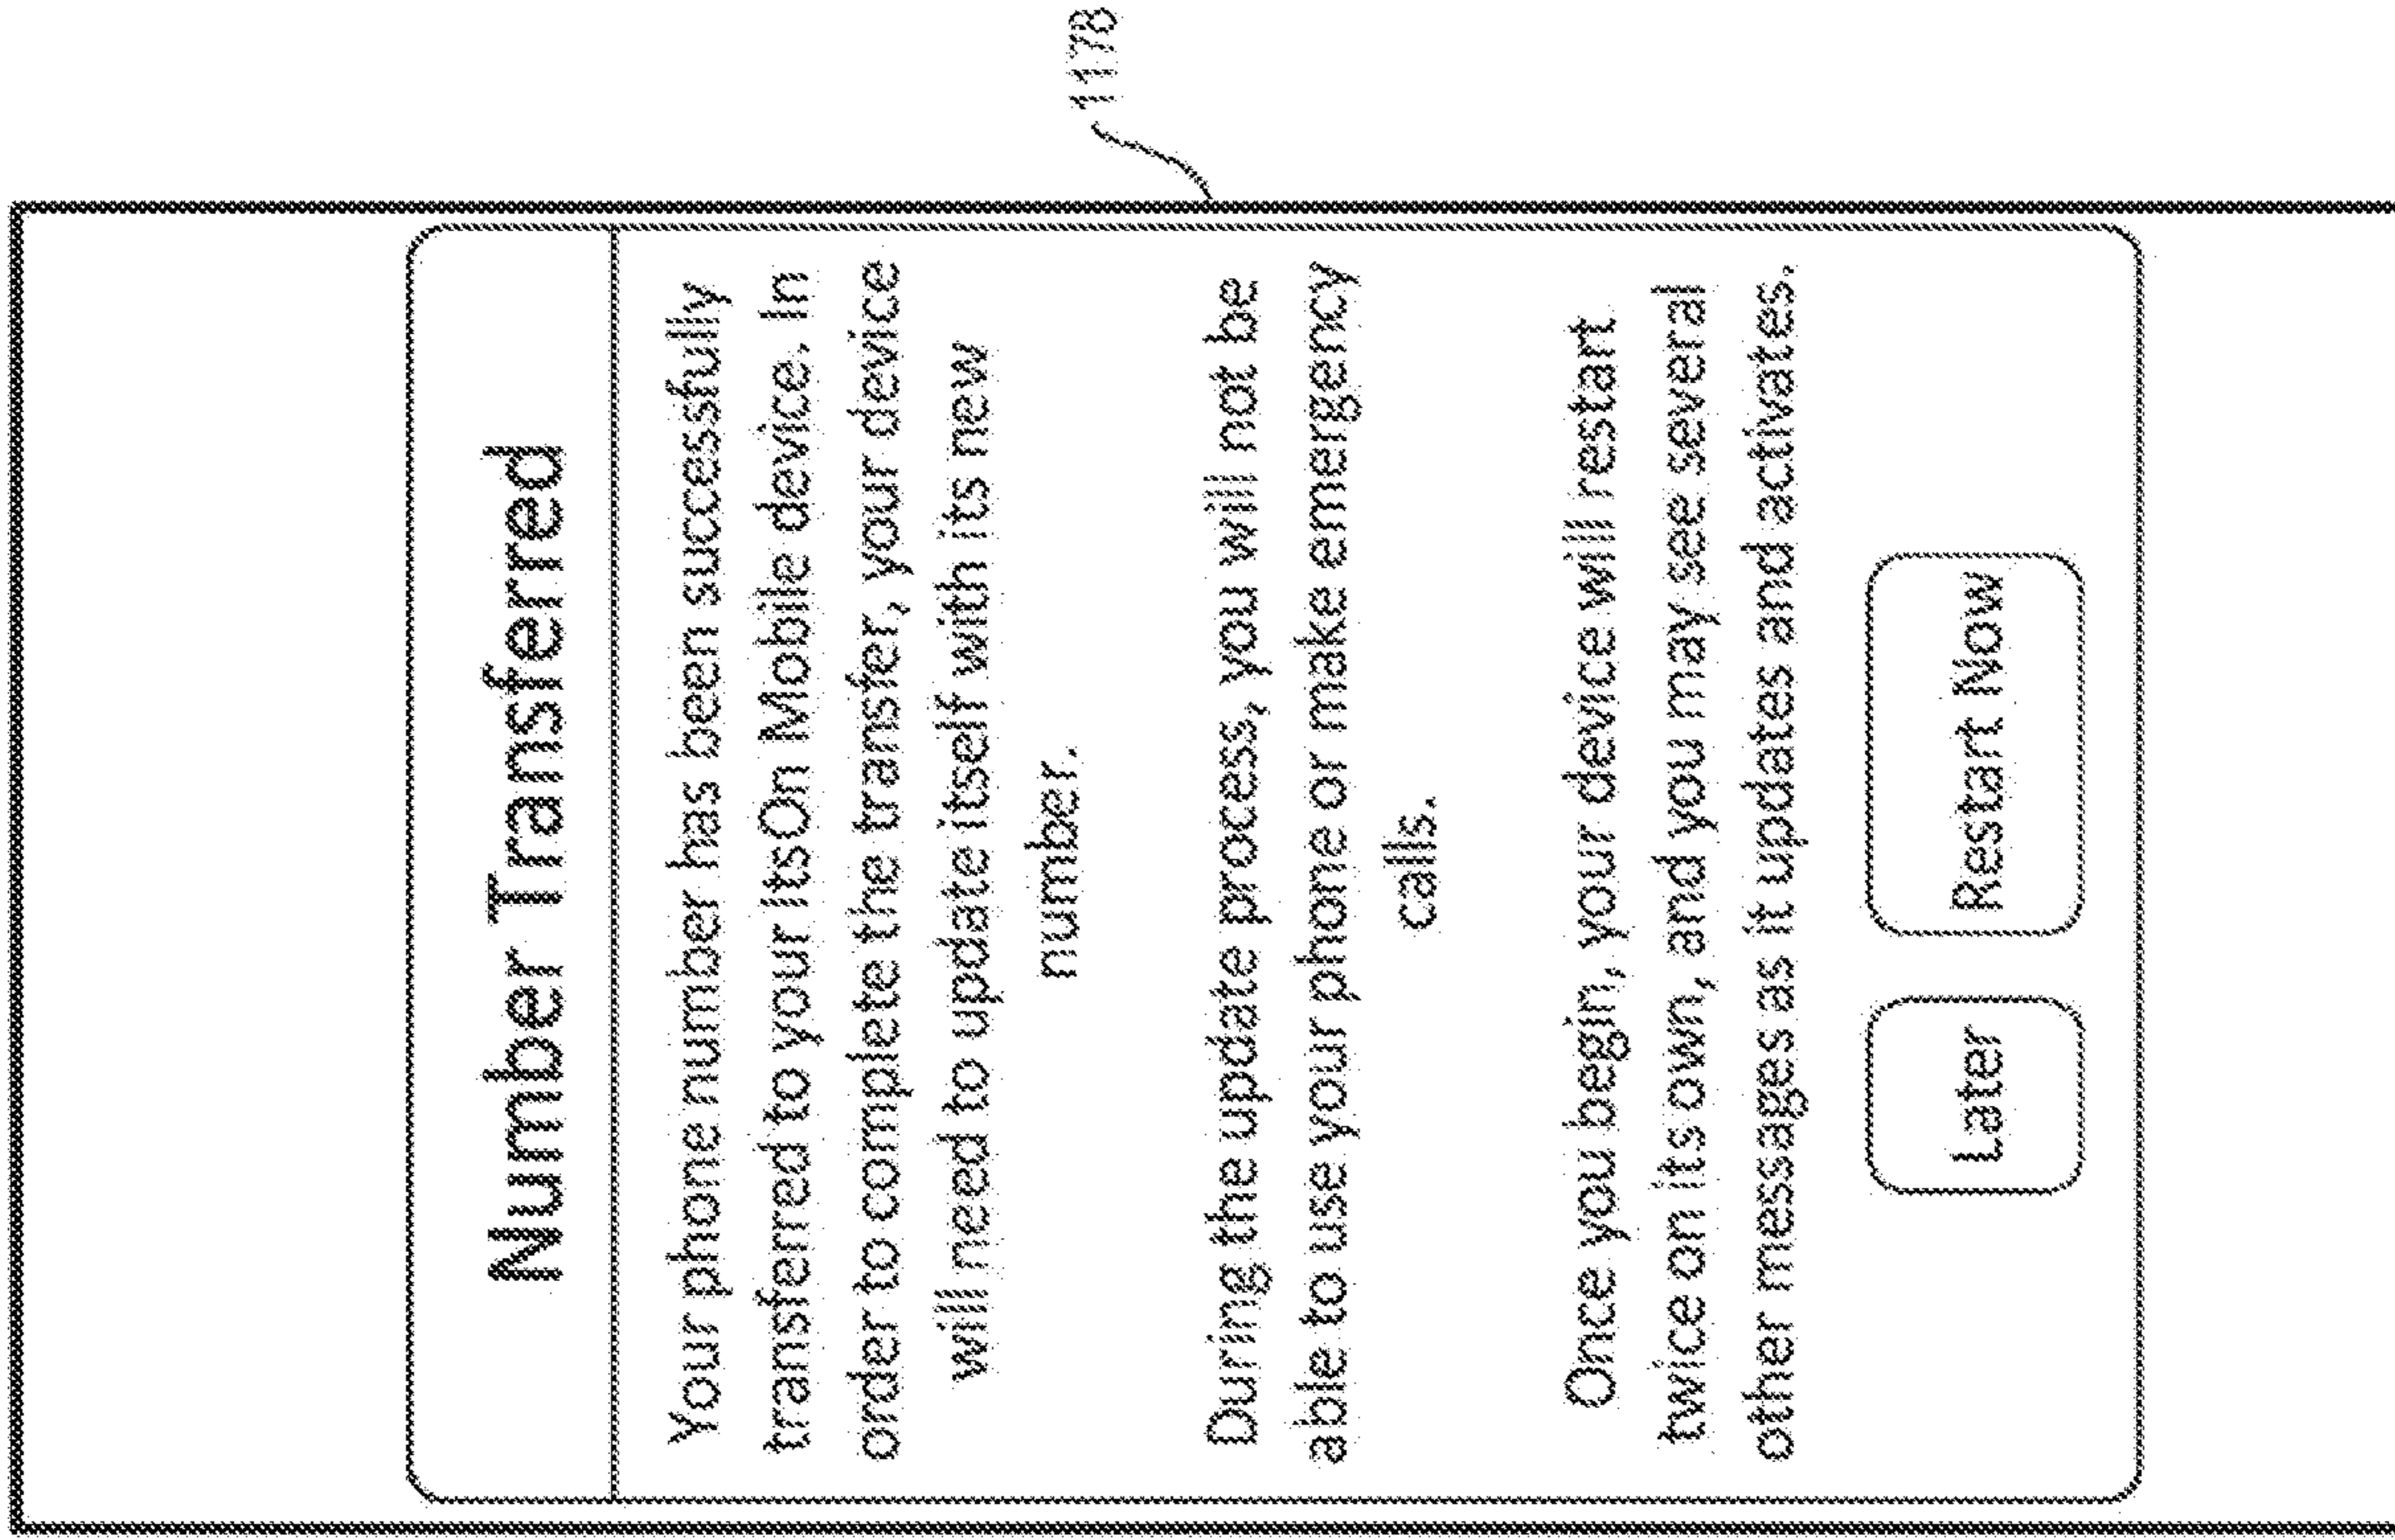 Number Transferred
Your phone number has been successfully
transferred to your ItsOn Mobile device. In
order to complete the transfer, your device
will need to update itself with its new
number.
During the update process, you will not be
able to use your phone or make emergency
calls.
Once you begin, your device will restart
twice on its own, and you may see several
other messages as it updates and activates.
Later
Restart Now
1178